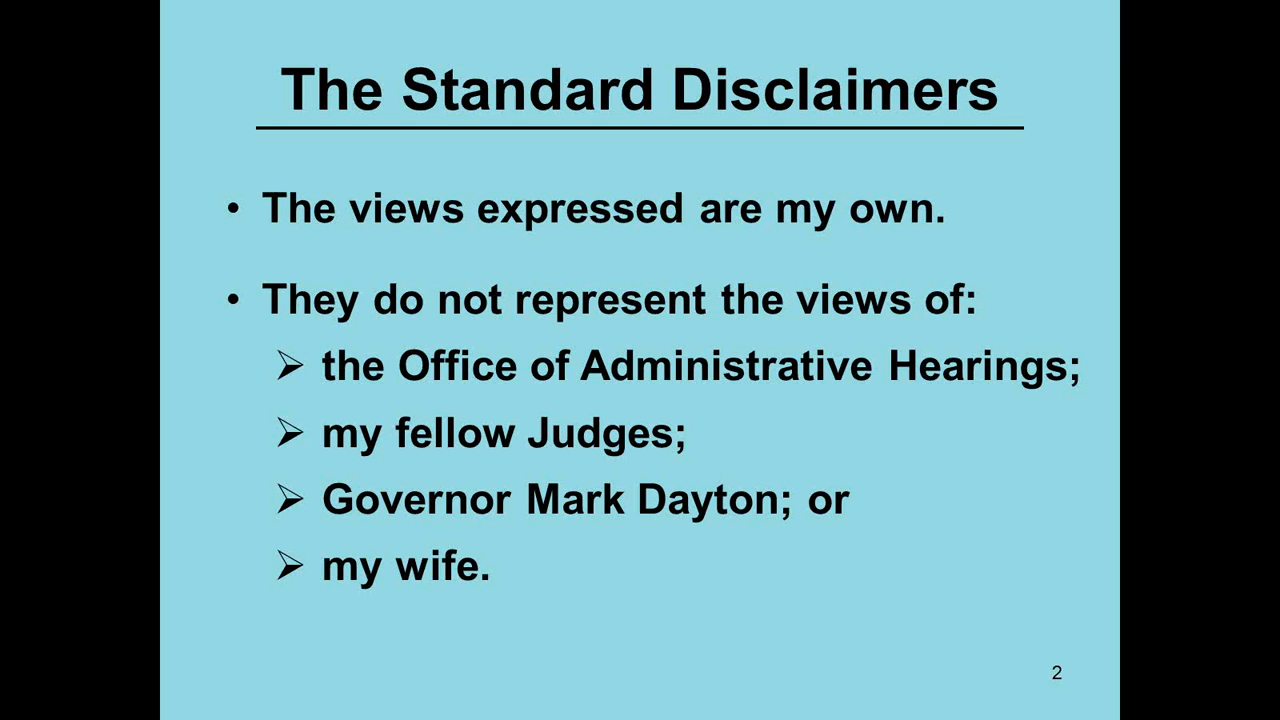 The Standard Disclaimers
• The views expressed are my own.
• They do not represent the views of:
➢ the Office of Administrative Hearings;
➢ my fellow Judges;
➢ Governor Mark Dayton; or
➢ my wife.
2